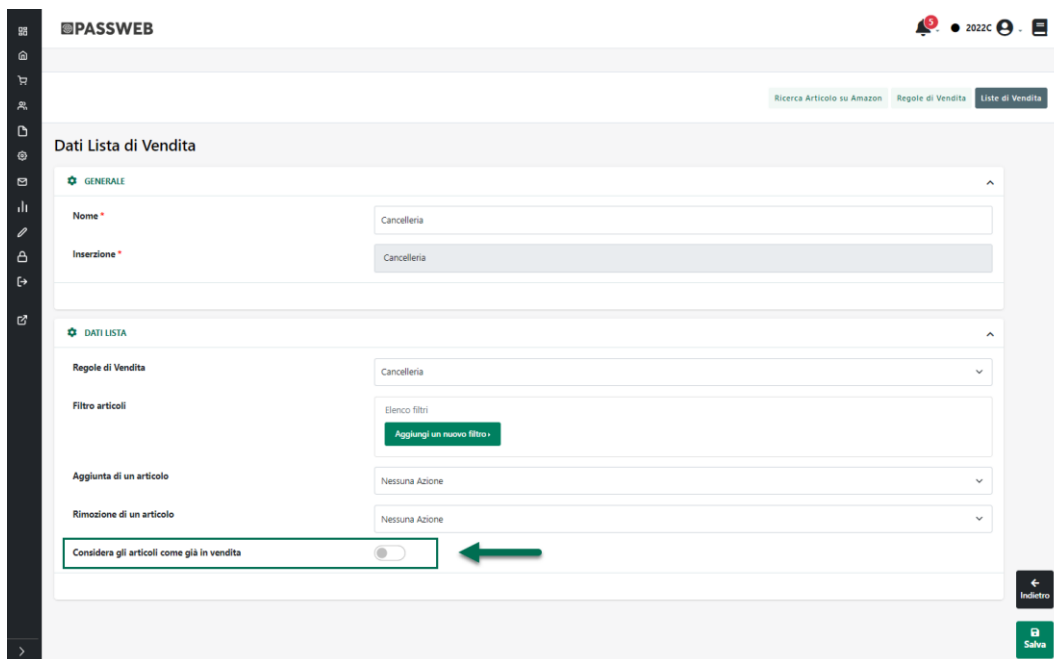 PASSWEB
5
2022C
Ricerca Articolo su Amazon
Regole di Vendita
Liste di Vendita
Dati Lista di Vendita
GENERALE
Nome *
Cancelleria
Inserzione *
Cancelleria
DATI LISTA
Regole di Vendita
Cancelleria
Filtro articoli
Elenco filtri
Aggiungi un nuovo filtro ›
Aggiunta di un articolo
Nessuna Azione
Rimozione di un articolo
Nessuna Azione
Considera gli articoli come già in vendita
Indietro
Salva